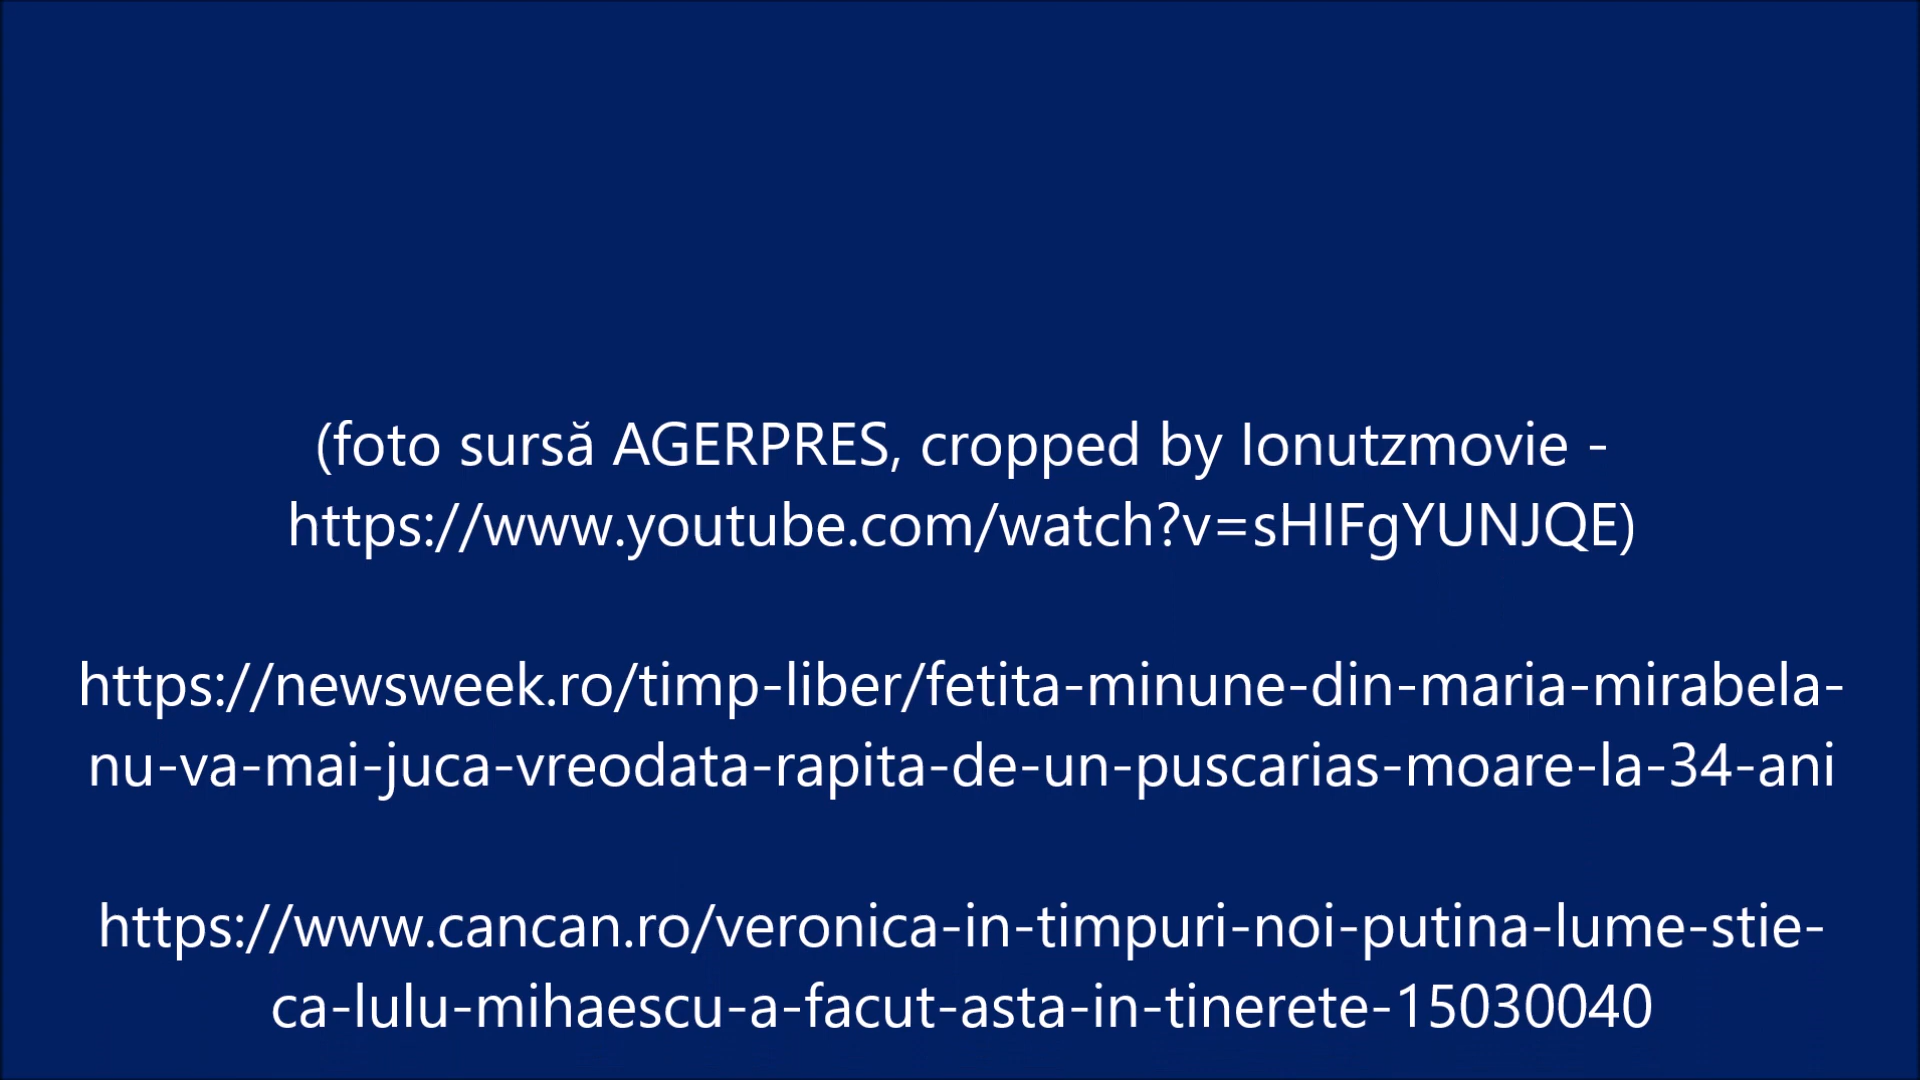 (foto sursă AGERPRES, cropped by Ionutzmovie -
https://www.youtube.com/watch?v=sHIFgYUNJQE)
https://newsweek.ro/timp-liber/fetita-minune-din-maria-mirabela-
nu-va-mai-juca-vreodata-rapita-de-un-puscarias-moare-la-34-ani
https://www.cancan.ro/veronica-in-timpuri-noi-putina-lume-stie-
ca-lulu-mihaescu-a-facut-asta-in-tinerete-15030040